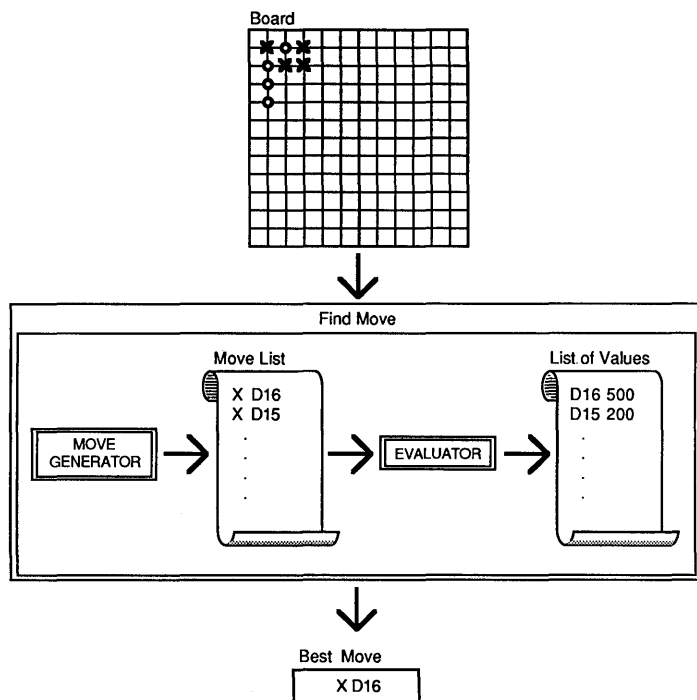 Board
Find Move
Move List
List of Values
X D16
X D15
D16 500
D15 200
MOVE
GENERATOR
EVALUATOR
Best Move
X D16